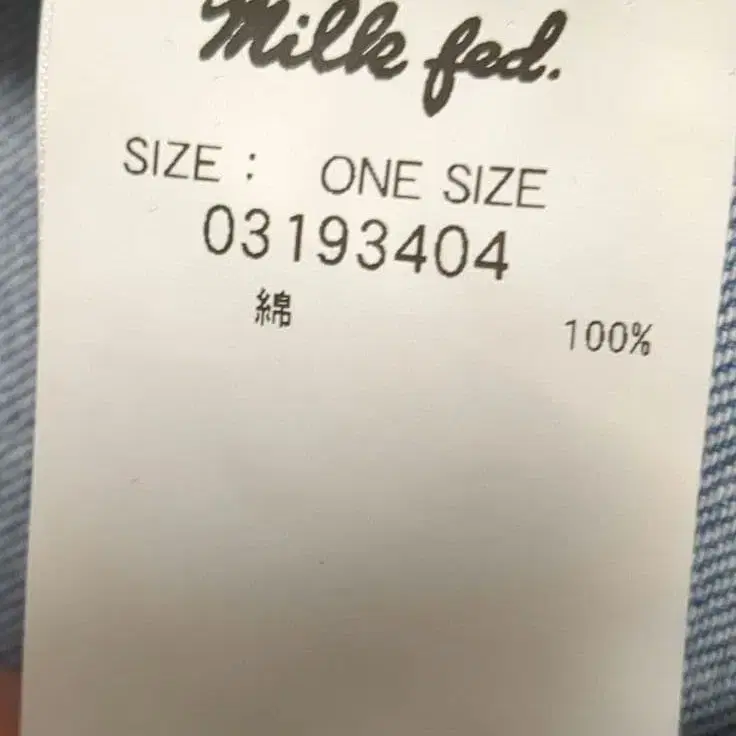 Milk fed.
SIZE : ONE SIZE
03193404
綿 100%